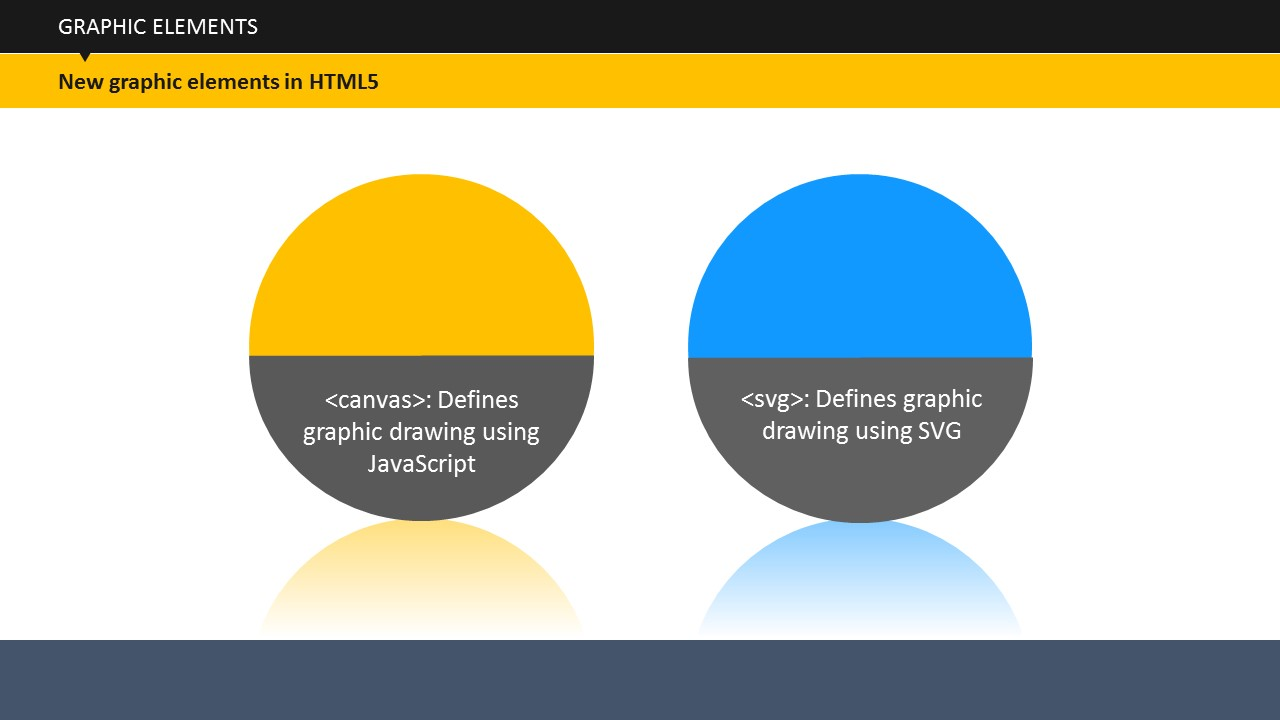 GRAPHIC ELEMENTS
New graphic elements in HTML5
<canvas>: Defines
graphic drawing using
JavaScript
<svg>: Defines graphic
drawing using SVG